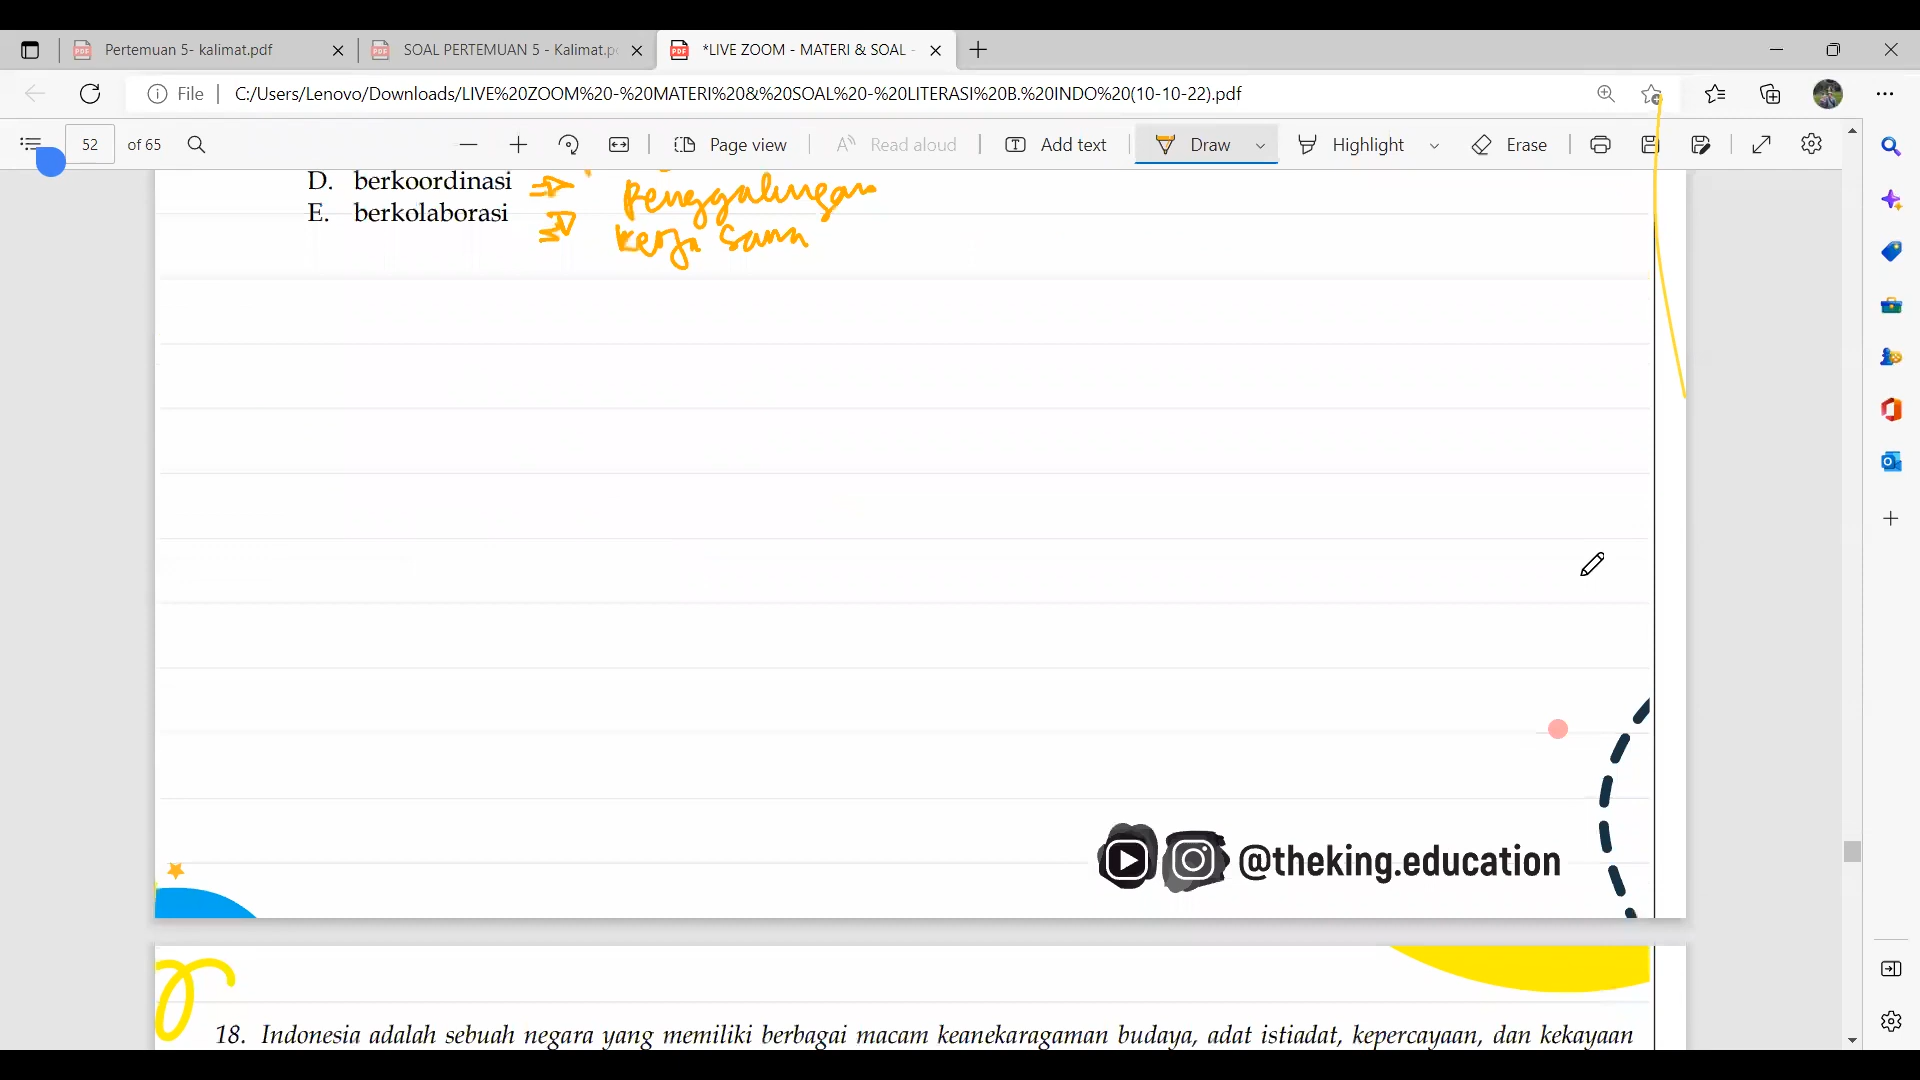 Pertemuan 5- kalimat.pdf
SOAL PERTEMUAN 5 - Kalimat.p
*LIVE ZOOM - MATERI & SOAL -
File
C:/Users/Lenovo/Downloads/LIVE%20ZOOM%20-%20MATERI%20&%20SOAL%20-%20LITERASI%20B.%20INDO%20(10-10-22).pdf
52 of 65
Page view
Read aloud
Add text
Draw
Highlight
Erase
D. berkoordinasi
E. berkolaborasi
kerja sama
@theking.education
18. Indonesia adalah sebuah negara yang memiliki berbagai macam keanekaragaman budaya, adat istiadat, kepercayaan, dan kekayaan